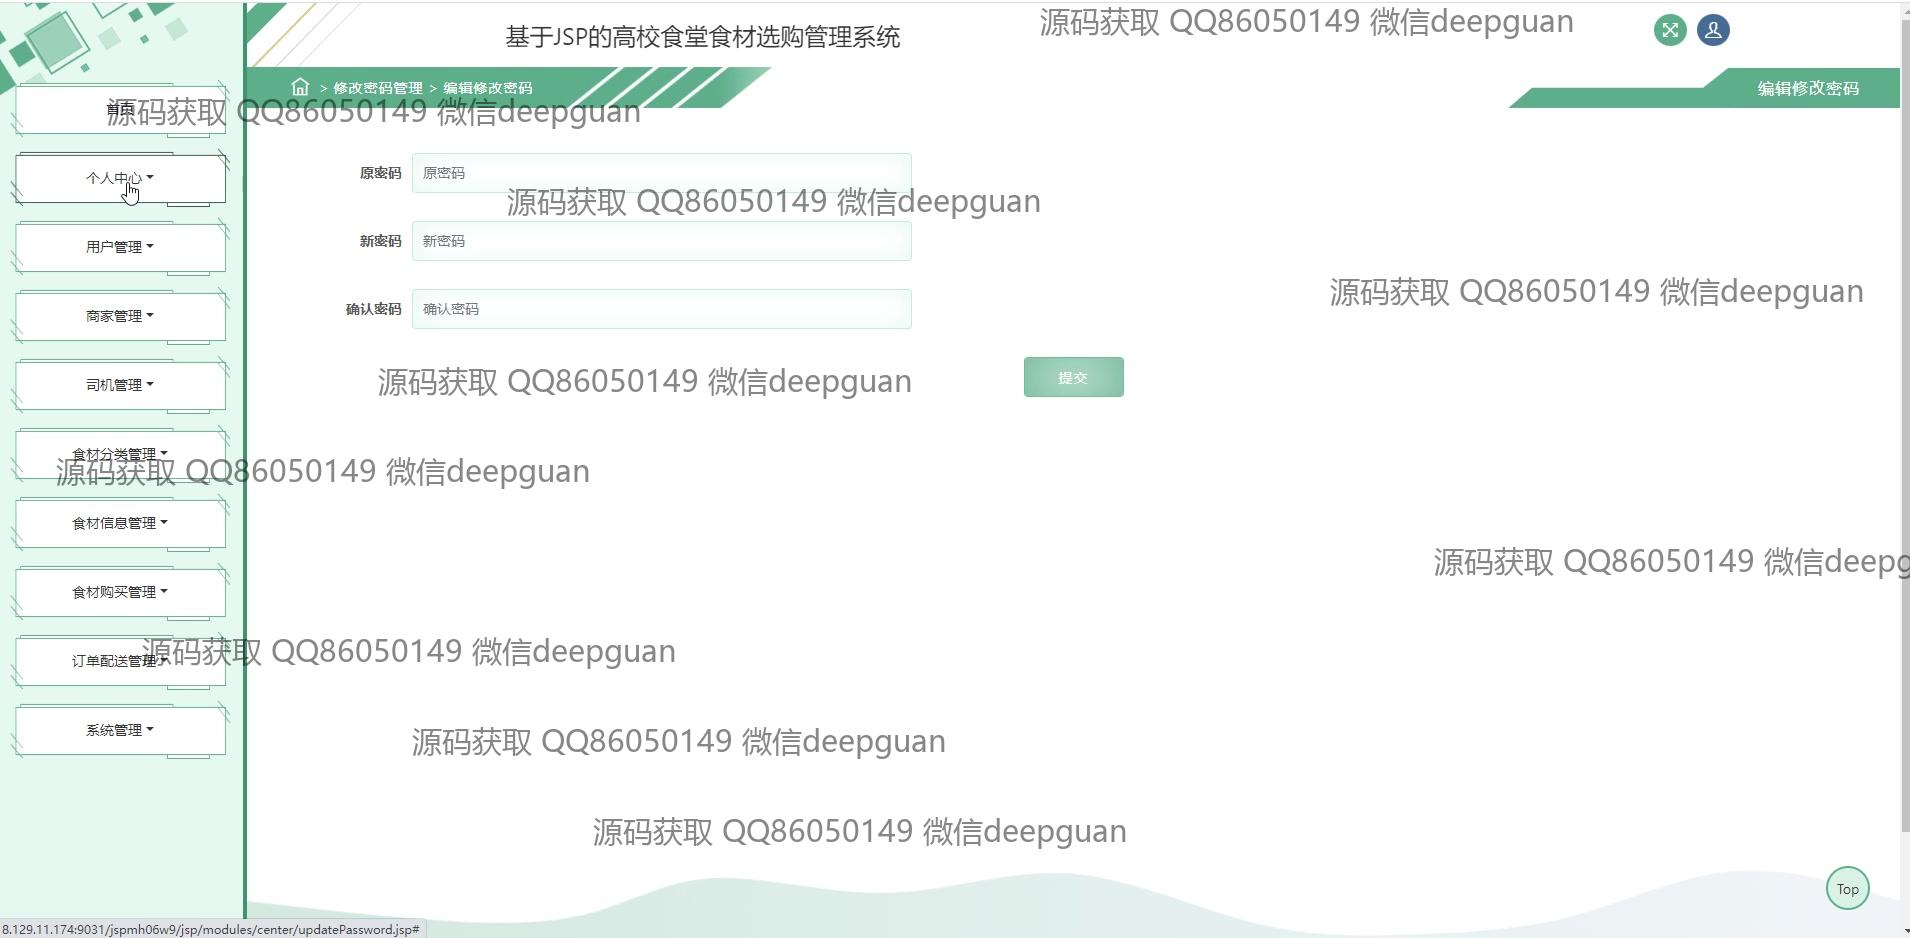 基于JSP的高校食堂食材选购管理系统
源码获取 QQ86050149 微信deepguan
> 修改密码管理 > 编辑修改密码
编辑修改密码
首页
源码获取 QQ86050149 微信deepguan
个人中心
原密码
原密码
源码获取 QQ86050149 微信deepguan
用户管理
新密码
新密码
源码获取 QQ86050149 微信deepguan
商家管理
确认密码
确认密码
司机管理
源码获取 QQ86050149 微信deepguan
提交
食材分类管理
源码获取 QQ86050149 微信deepguan
食材信息管理
源码获取 QQ86050149 微信deepg
食材购买管理
订单配送管理
源码获取 QQ86050149 微信deepguan
系统管理
源码获取 QQ86050149 微信deepguan
源码获取 QQ86050149 微信deepguan
Top
8.129.11.174:9031/jspmh06w9/jsp/modules/center/updatePassword.jsp#